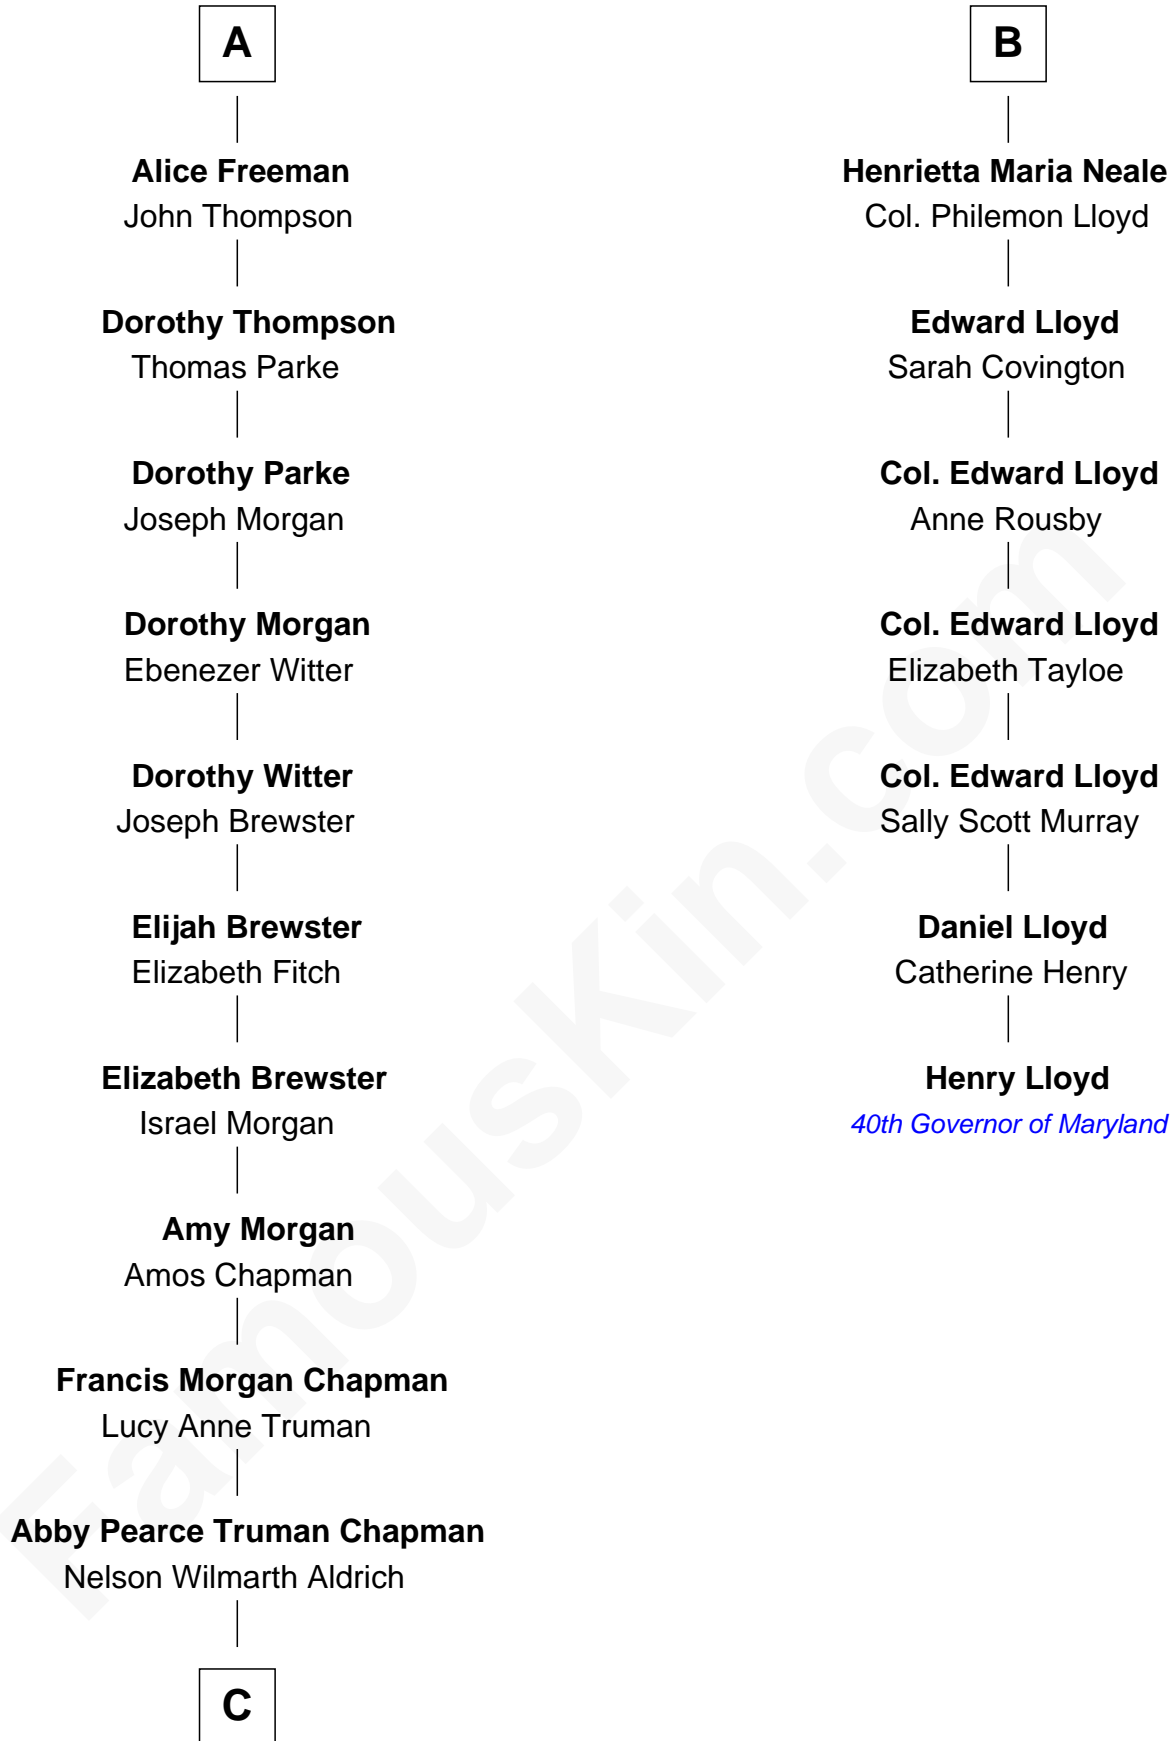 A
Alice Freeman
John Thompson
Dorothy Thompson
Thomas Parke
Dorothy Parke
Joseph Morgan
Dorothy Morgan
Ebenezer Witter
Dorothy Witter
Joseph Brewster
Elijah Brewster
Elizabeth Fitch
Elizabeth Brewster
Israel Morgan
Amy Morgan
Amos Chapman
Francis Morgan Chapman
Lucy Anne Truman
Abby Pearce Truman Chapman
Nelson Wilmarth Aldrich
C
B
Henrietta Maria Neale
Col. Philemon Lloyd
Edward Lloyd
Sarah Covington
Col. Edward Lloyd
Anne Rousby
Col. Edward Lloyd
Elizabeth Tayloe
Col. Edward Lloyd
Sally Scott Murray
Daniel Lloyd
Catherine Henry
Henry Lloyd
40th Governor of Maryland
FamousKin.com